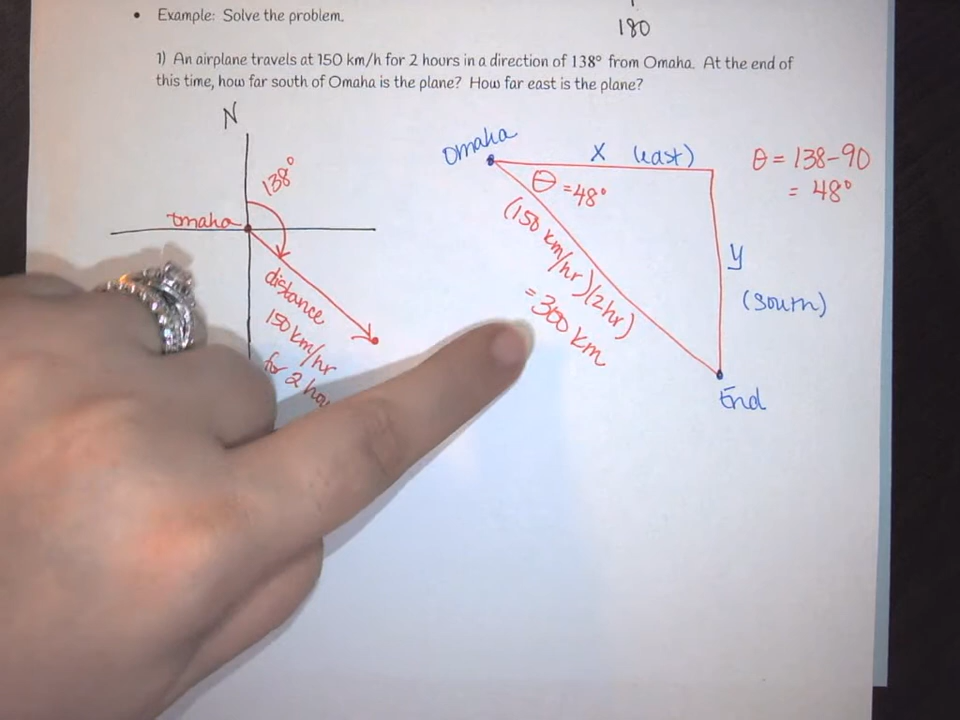 • Example: Solve the problem.
180
1) An airplane travels at 150 km/h for 2 hours in a direction of 138° from Omaha. At the end of
this time, how far south of Omaha is the plane? How far east is the plane?
N
138°
Omaha
distance
150 km/hr
for 2 hou
Omaha
X (east)
θ = 48°
(150 km/hr)(2hr)
= 300 km
y
(south)
End
θ = 138-90
= 48°